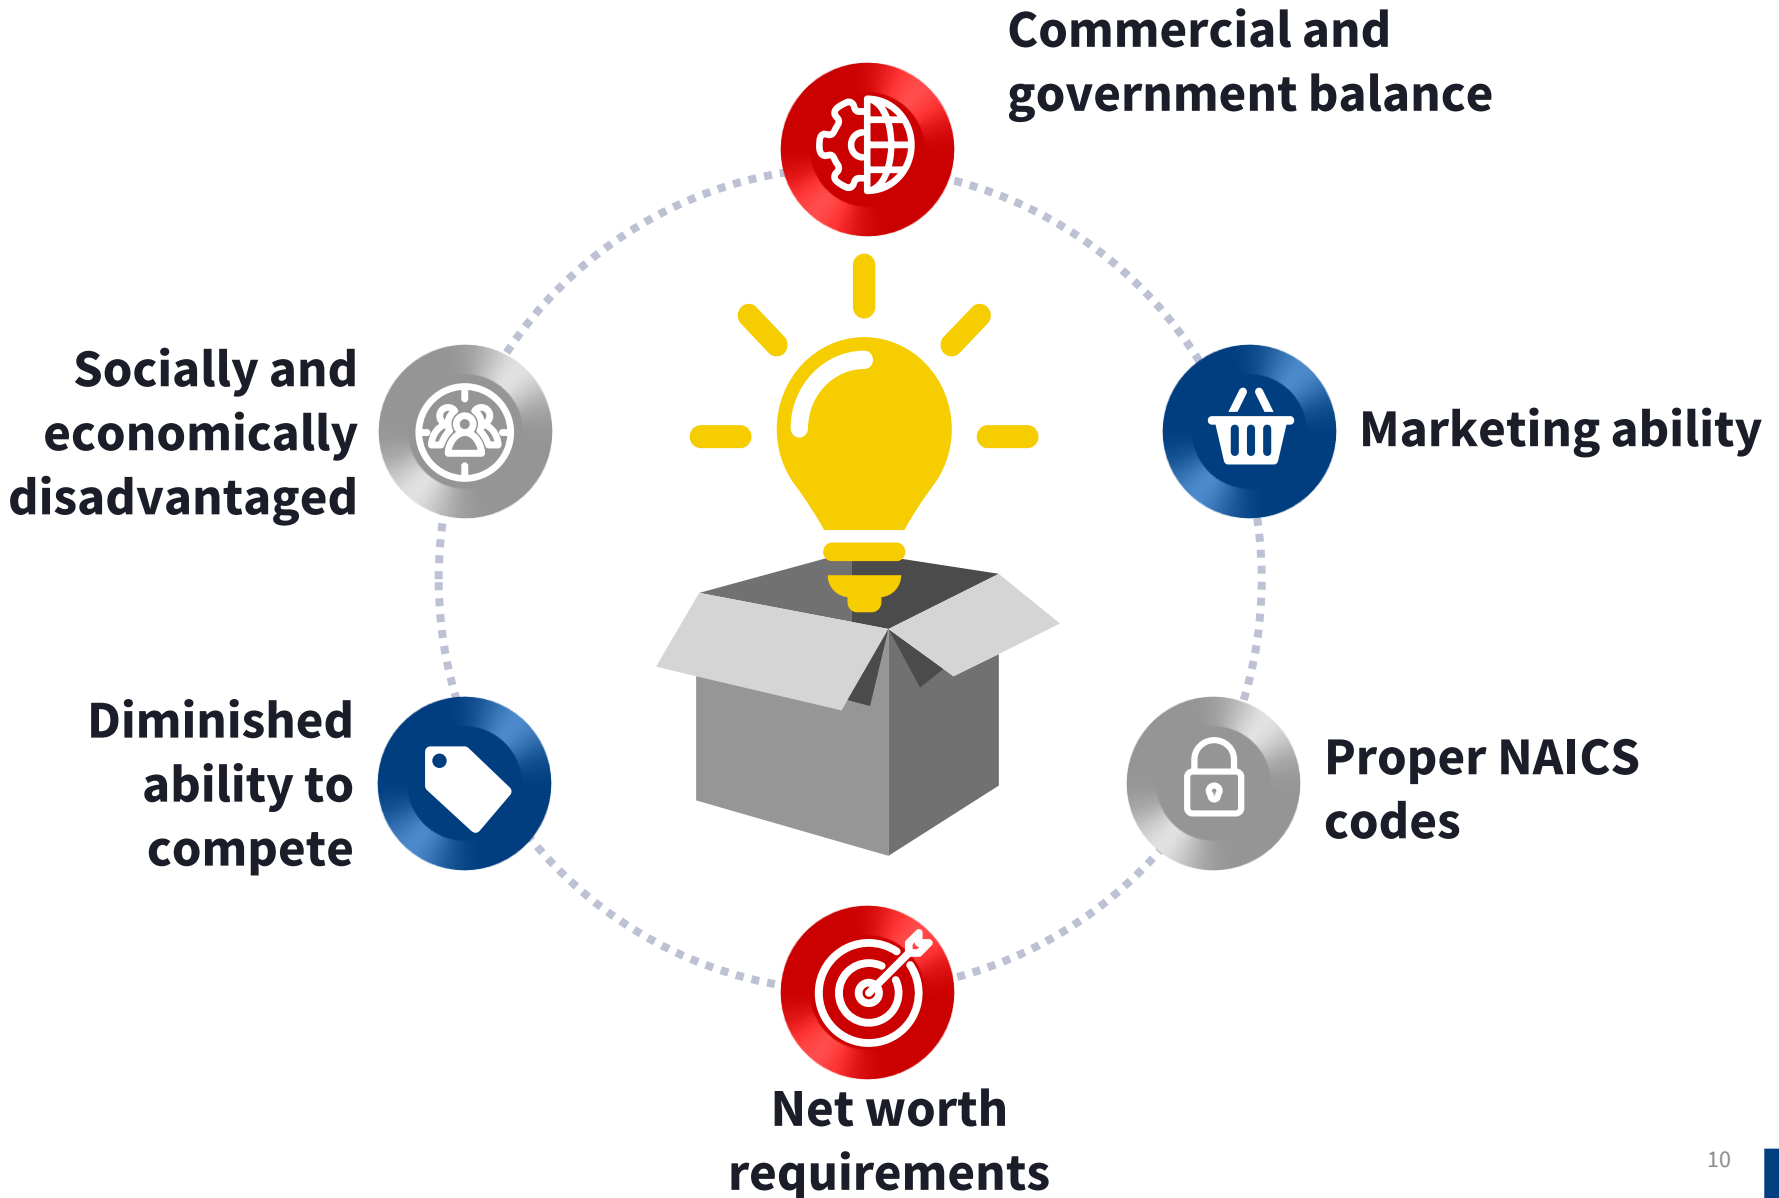 Commercial and
government balance
Marketing ability
Proper NAICS
codes
Net worth
requirements
Diminished
ability to
compete
Socially and
economically
disadvantaged
10